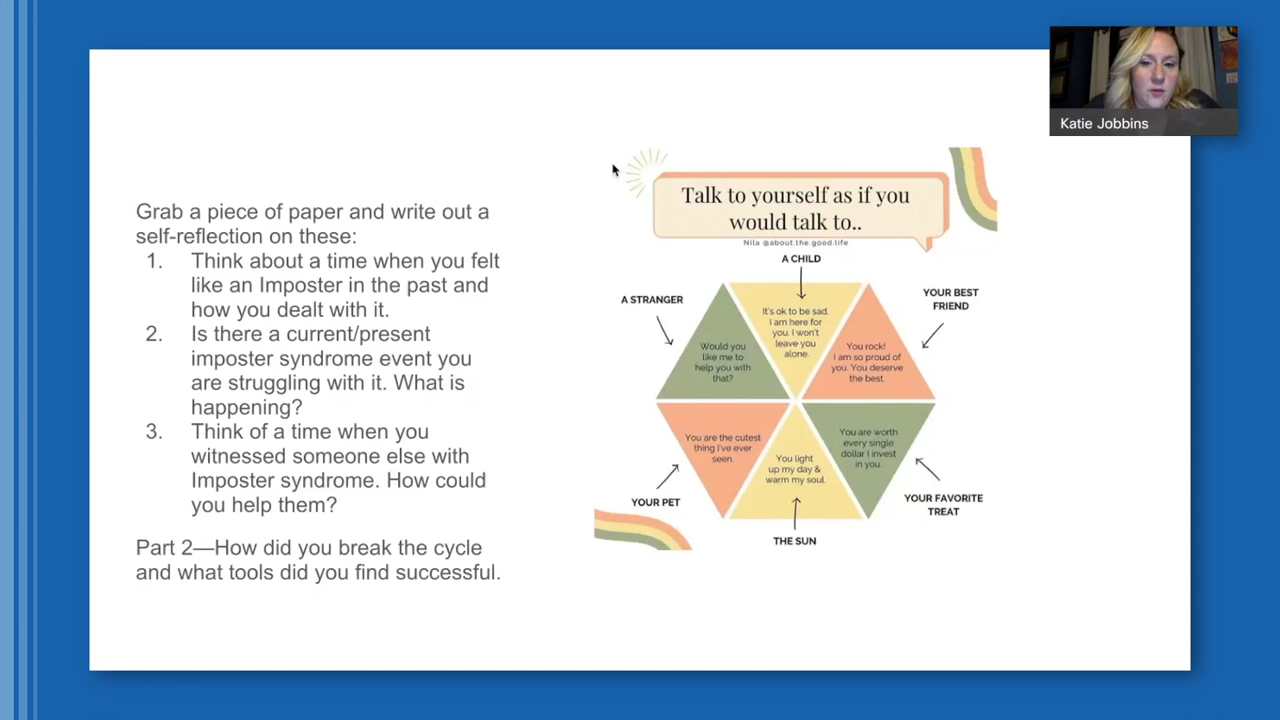 Katie Jobbins
Grab a piece of paper and write out a
self-reflection on these:
1. Think about a time when you felt
like an Imposter in the past and
how you dealt with it.
2. Is there a current/present
imposter syndrome event you
are struggling with it. What is
happening?
3. Think of a time when you
witnessed someone else with
Imposter syndrome. How could
you help them?
Part 2—How did you break the cycle
and what tools did you find successful.
Talk to yourself as if you
would talk to..
Nila @about.the.good.life
A CHILD
It's ok to be sad.
I am here for
you. I won't
leave you
alone.
A STRANGER
Would you
like me to
help you with
that?
YOUR BEST
FRIEND
You rock!
I am so proud of
you. You deserve
the best.
YOUR PET
You are the cutest
thing I've ever
seen.
THE SUN
You light
up my day &
warm my soul.
YOUR FAVORITE
TREAT
You are worth
every single
dollar I invest
in you.